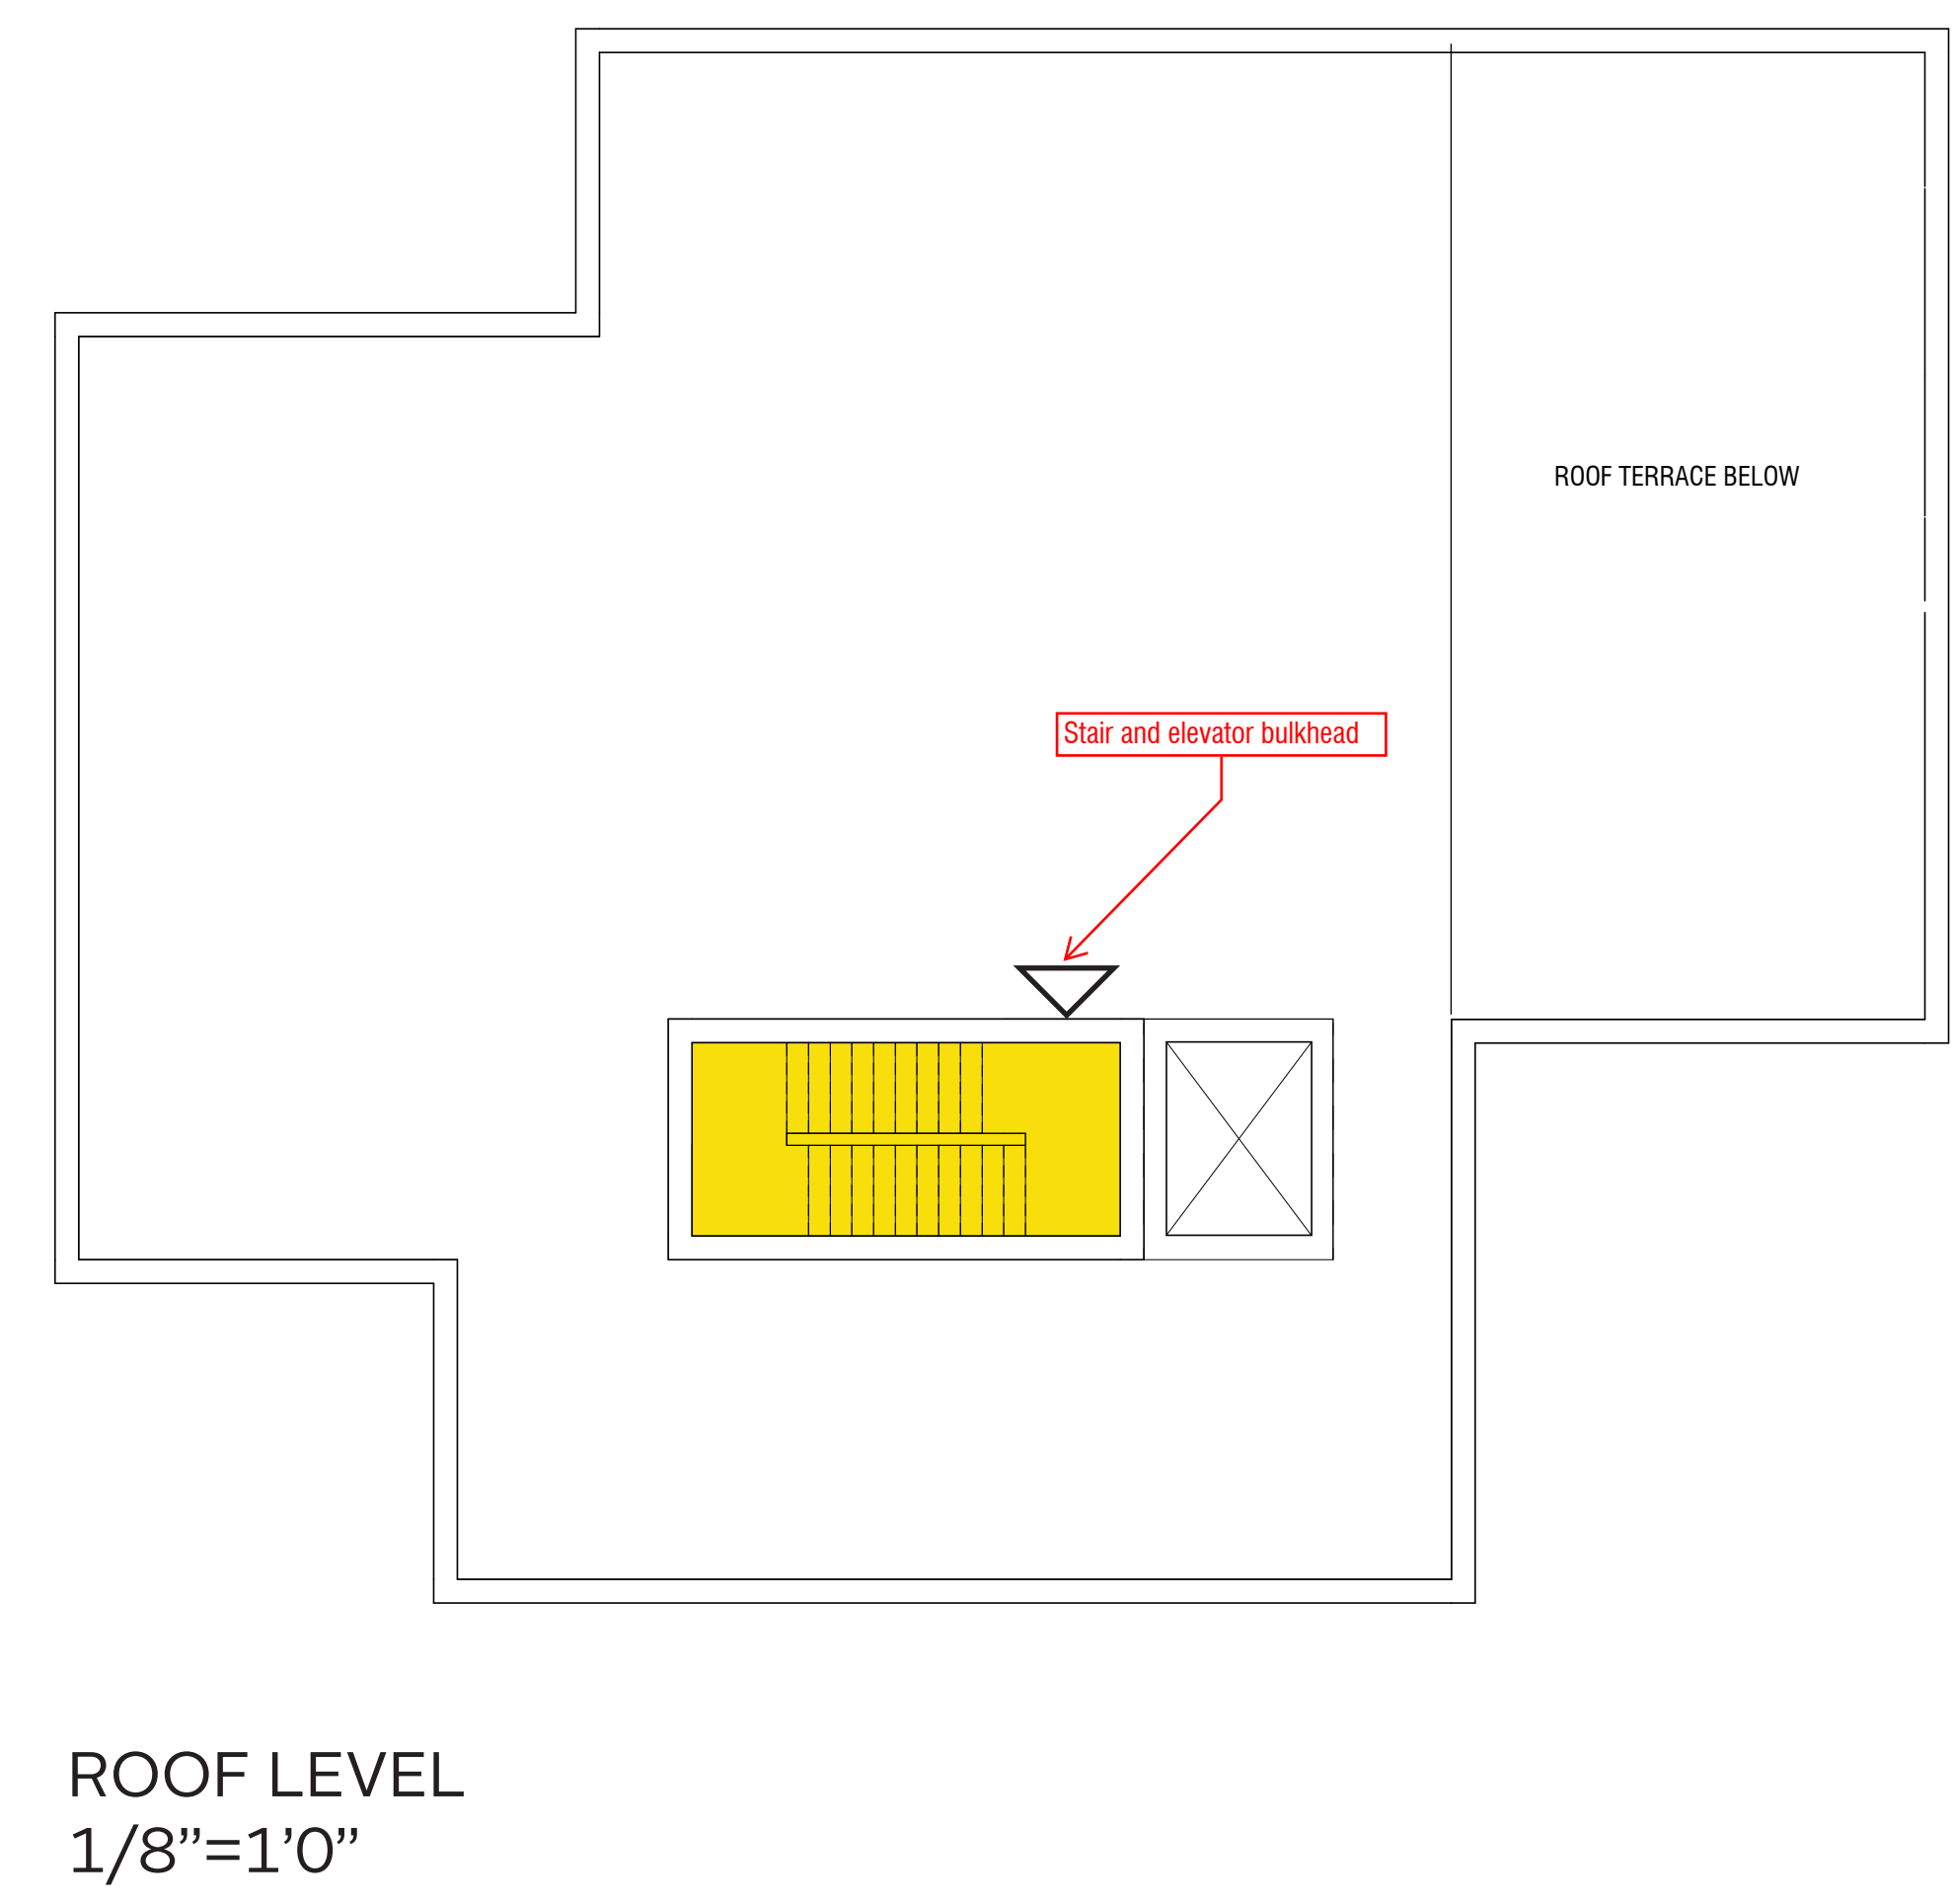 ROOF TERRACE BELOW
Stair and elevator bulkhead
ROOF LEVEL
1/8”=1’0”